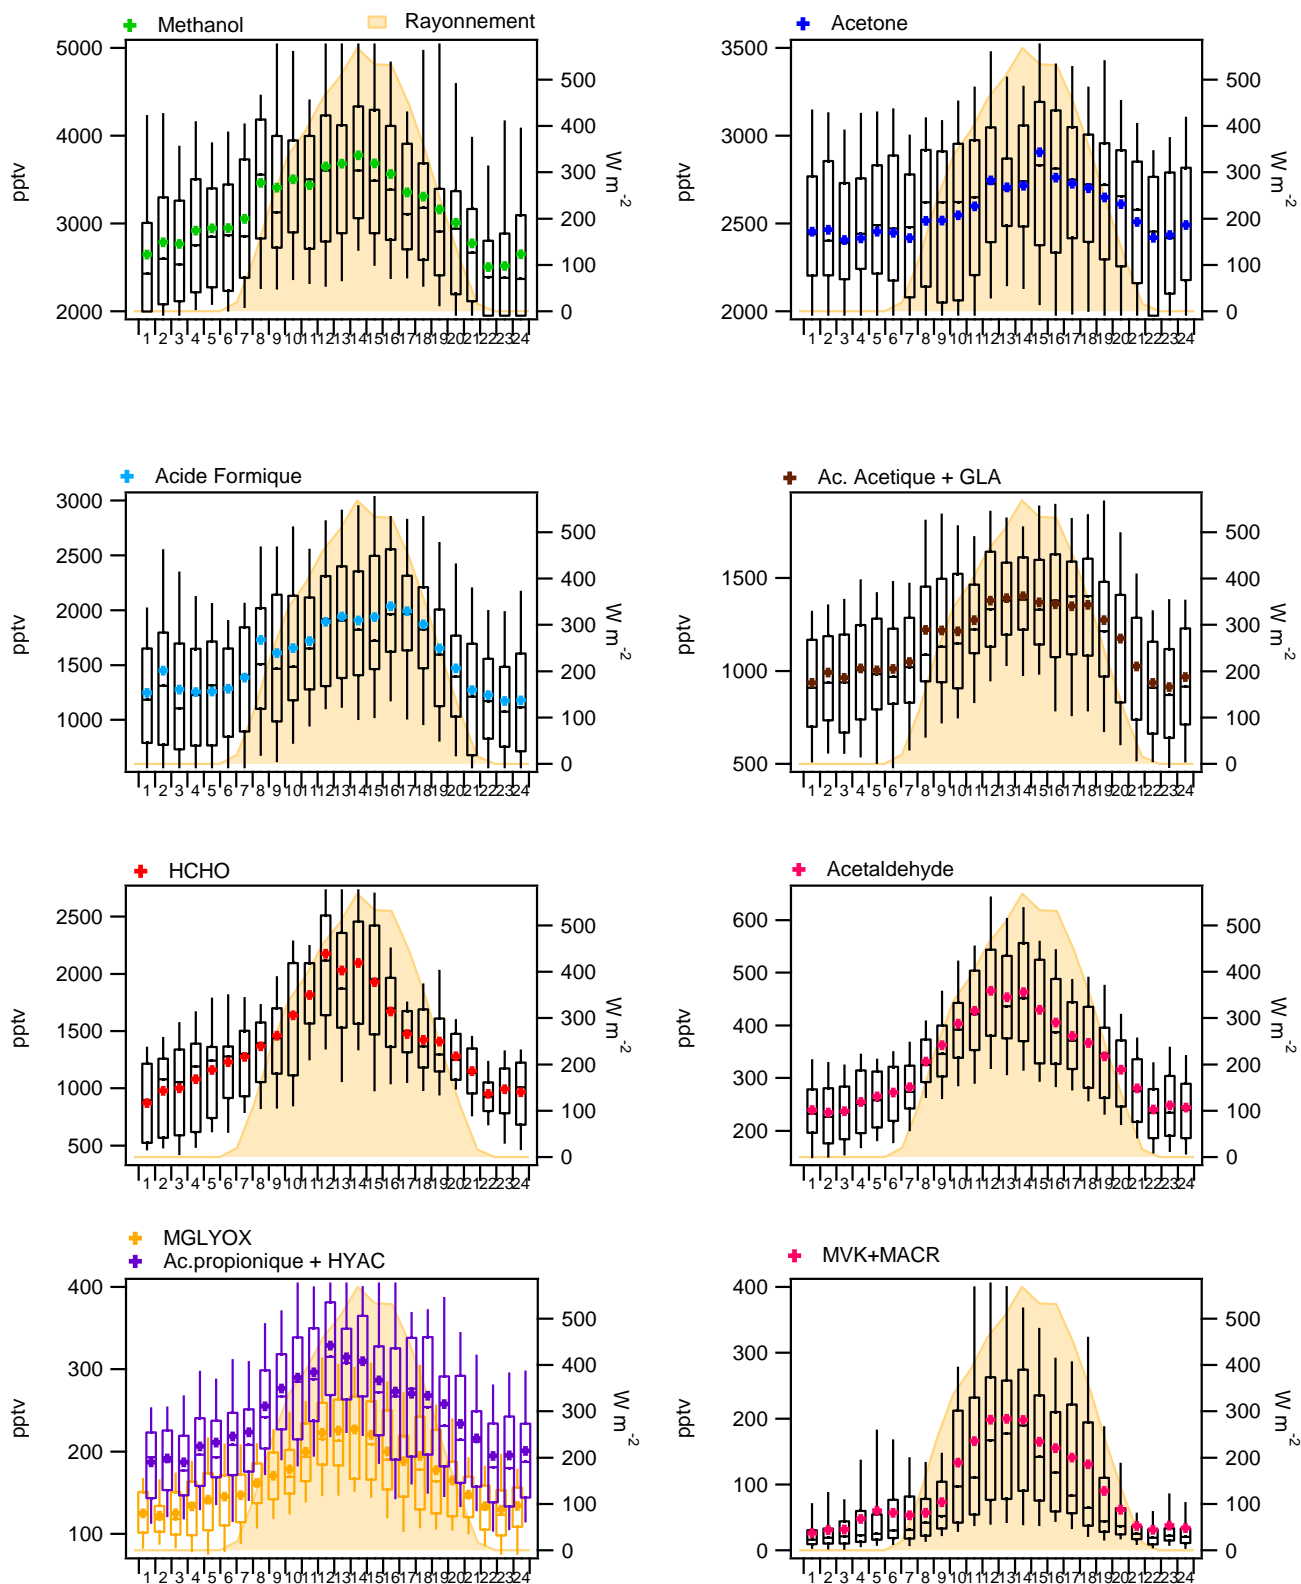 Methanol
Rayonnement
5000
4000
3000
2000
pptv
500
400
300
200
100
0
W m-2
1 2 3 4 5 6 7 8 9 10 11 12 13 14 15 16 17 18 19 20 21 22 23 24
Acetone
3500
3000
2500
2000
pptv
500
400
300
200
100
0
W m-2
1 2 3 4 5 6 7 8 9 10 11 12 13 14 15 16 17 18 19 20 21 22 23 24
Acide Formique
3000
2500
2000
1500
1000
pptv
500
400
300
200
100
0
W m-2
1 2 3 4 5 6 7 8 9 10 11 12 13 14 15 16 17 18 19 20 21 22 23 24
Ac. Acetique + GLA
1500
1000
500
pptv
500
400
300
200
100
0
W m-2
1 2 3 4 5 6 7 8 9 10 11 12 13 14 15 16 17 18 19 20 21 22 23 24
HCHO
2500
2000
1500
1000
500
pptv
500
400
300
200
100
0
W m-2
1 2 3 4 5 6 7 8 9 10 11 12 13 14 15 16 17 18 19 20 21 22 23 24
Acetaldehyde
600
500
400
300
200
pptv
500
400
300
200
100
0
W m-2
1 2 3 4 5 6 7 8 9 10 11 12 13 14 15 16 17 18 19 20 21 22 23 24
MGLYOX
Ac.propionique + HYAC
400
300
200
100
pptv
500
400
300
200
100
0
W m-2
1 2 3 4 5 6 7 8 9 10 11 12 13 14 15 16 17 18 19 20 21 22 23 24
MVK+MACR
400
300
200
100
0
pptv
500
400
300
200
100
0
W m-2
1 2 3 4 5 6 7 8 9 10 11 12 13 14 15 16 17 18 19 20 21 22 23 24